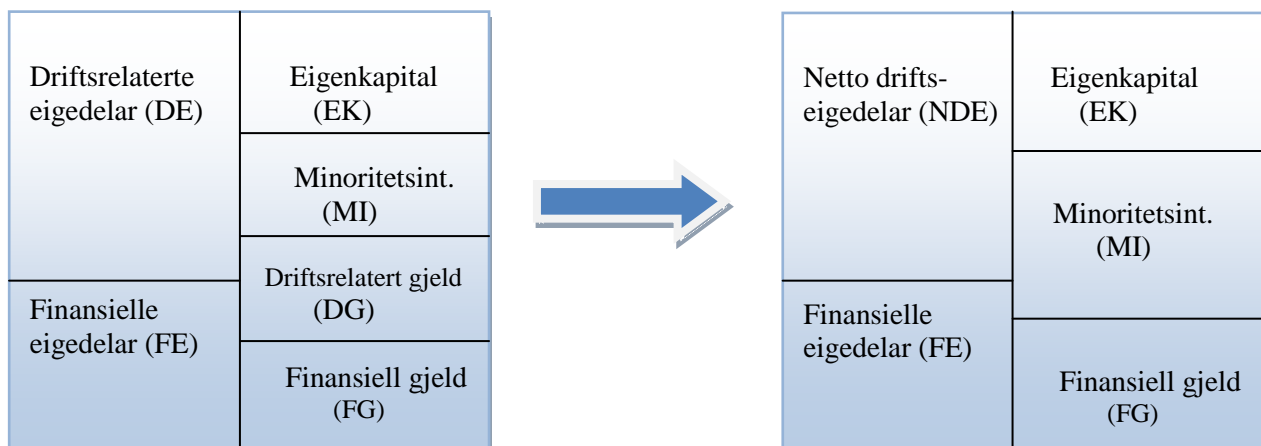 Driftsrelaterte
eigedelar (DE)
Finansielle
eigedelar (FE)
Eigenkapital
(EK)
Minoritetsint.
(MI)
Driftsrelatert gjeld
(DG)
Finansiell gjeld
(FG)
Netto drifts-
eigedelar (NDE)
Finansielle
eigedelar (FE)
Eigenkapital
(EK)
Minoritetsint.
(MI)
Finansiell gjeld
(FG)